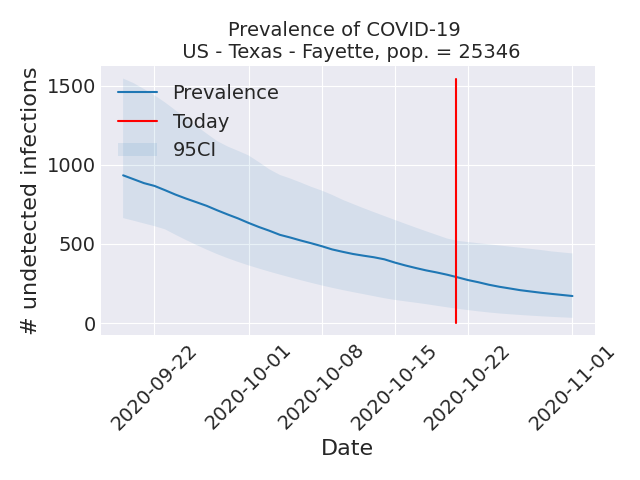 Prevalence of COVID-19
US - Texas - Fayette, pop. = 25346
# undetected infections
1500
1000
500
0
Prevalence
Today
95CI
2020-09-22
2020-10-01
2020-10-08
2020-10-15
2020-10-22
2020-11-01
Date